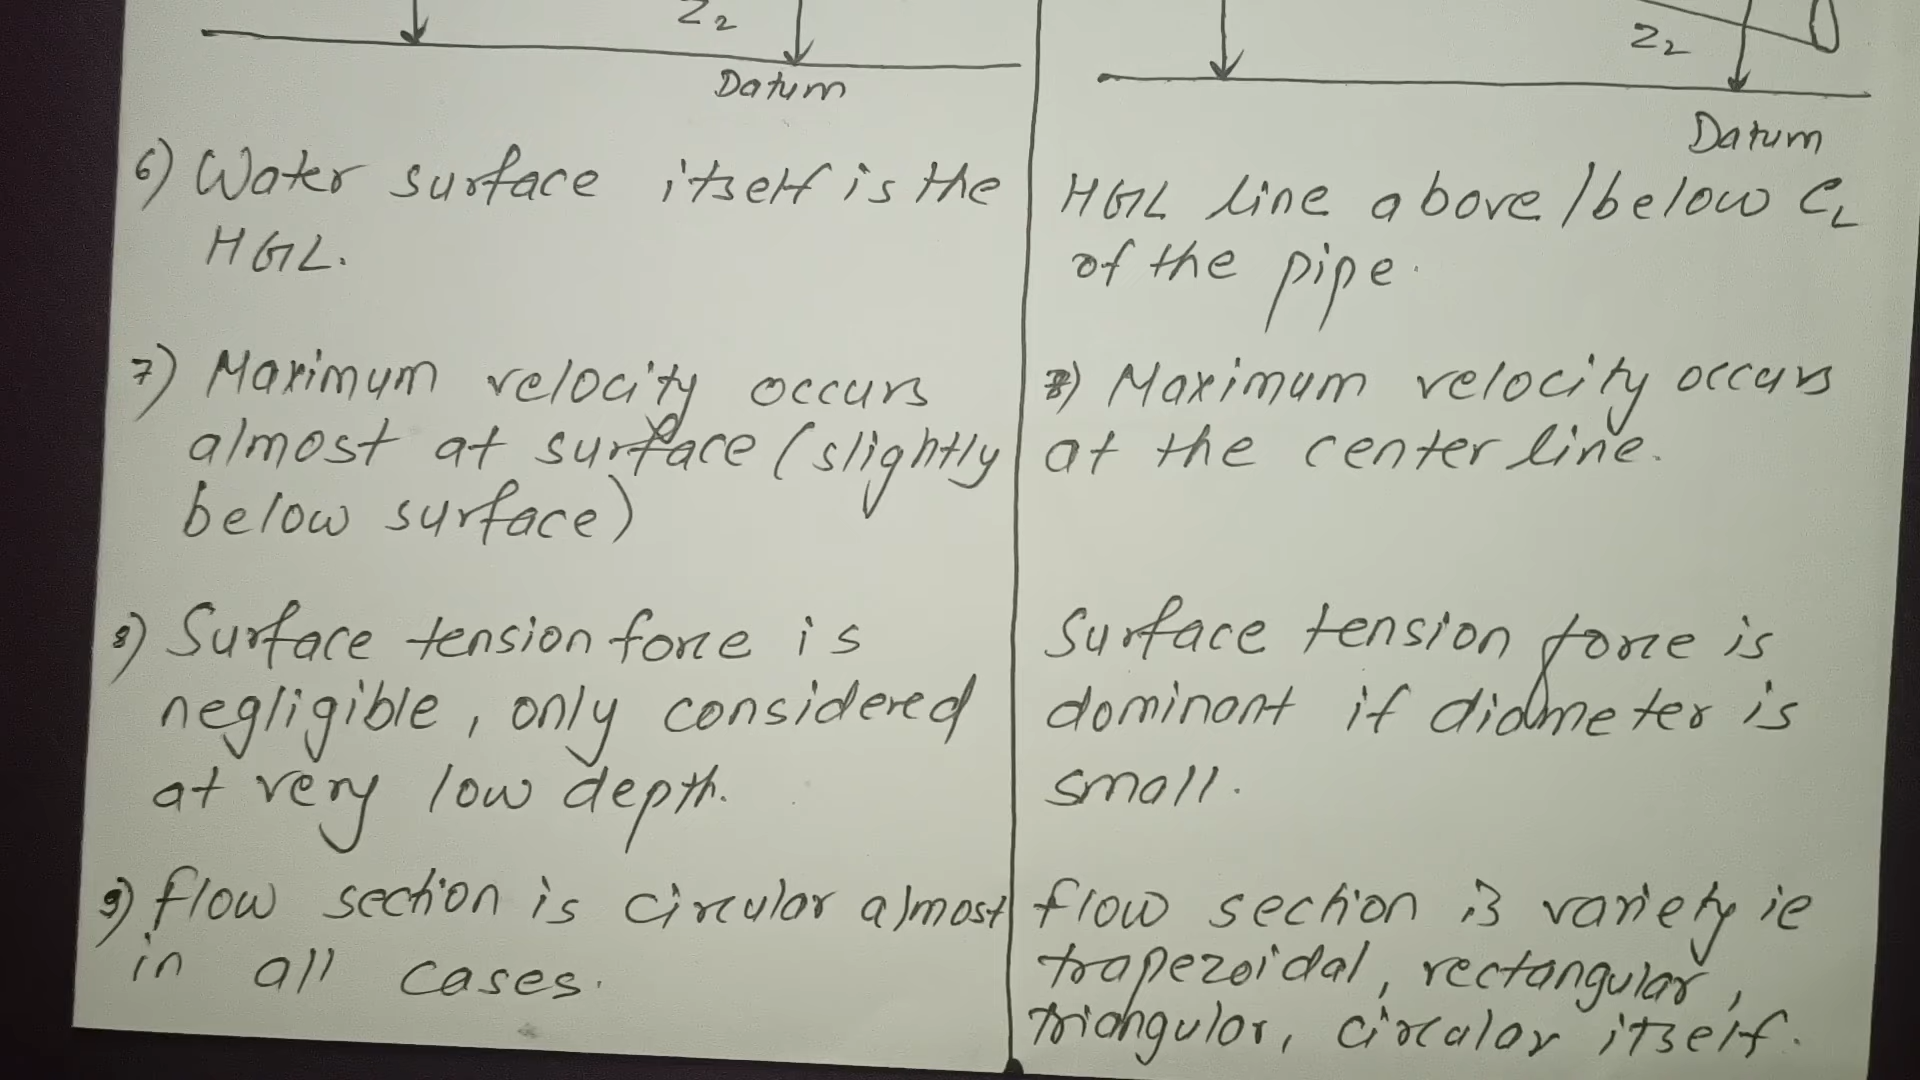 Z2
Datum
6) Water surface itself is the
HGL.
7) Maximum velocity occurs
almost at surface (slightly
below surface)
8) Surface tension force is
negligible, only considered
at very low depth.
9) flow section is circular almost
in all cases.
Z2
Datum
HGL line above/below CL
of the pipe.
Maximum velocity occurs
at the center line.
Surface tension force is
dominant if diameter is
small.
flow section is variety ie
trapezoidal, rectangular,
triangular, circular itself.